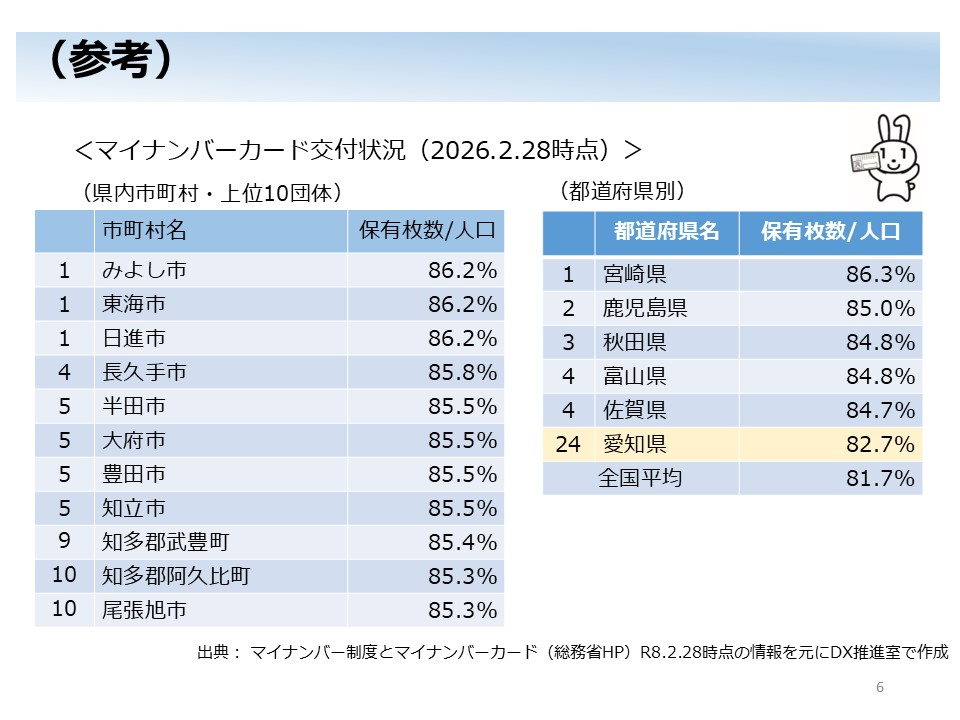 （参考）
＜マイナンバーカード交付状況（2026.2.28時点）＞
（県内市町村・上位10団体）
市町村名 保有枚数/人口
1 みよし市 86.2%
1 東海市 86.2%
1 日進市 86.2%
4 長久手市 85.8%
5 半田市 85.5%
5 大府市 85.5%
5 豊田市 85.5%
5 知立市 85.5%
9 知多郡武豊町 85.4%
10 知多郡阿久比町 85.3%
10 尾張旭市 85.3%
（都道府県別）
都道府県名 保有枚数/人口
1 宮崎県 86.3%
2 鹿児島県 85.0%
3 秋田県 84.8%
4 富山県 84.8%
4 佐賀県 84.7%
24 愛知県 82.7%
全国平均 81.7%
出典： マイナンバー制度とマイナンバーカード（総務省HP）R8.2.28時点の情報を元にDX推進室で作成
6